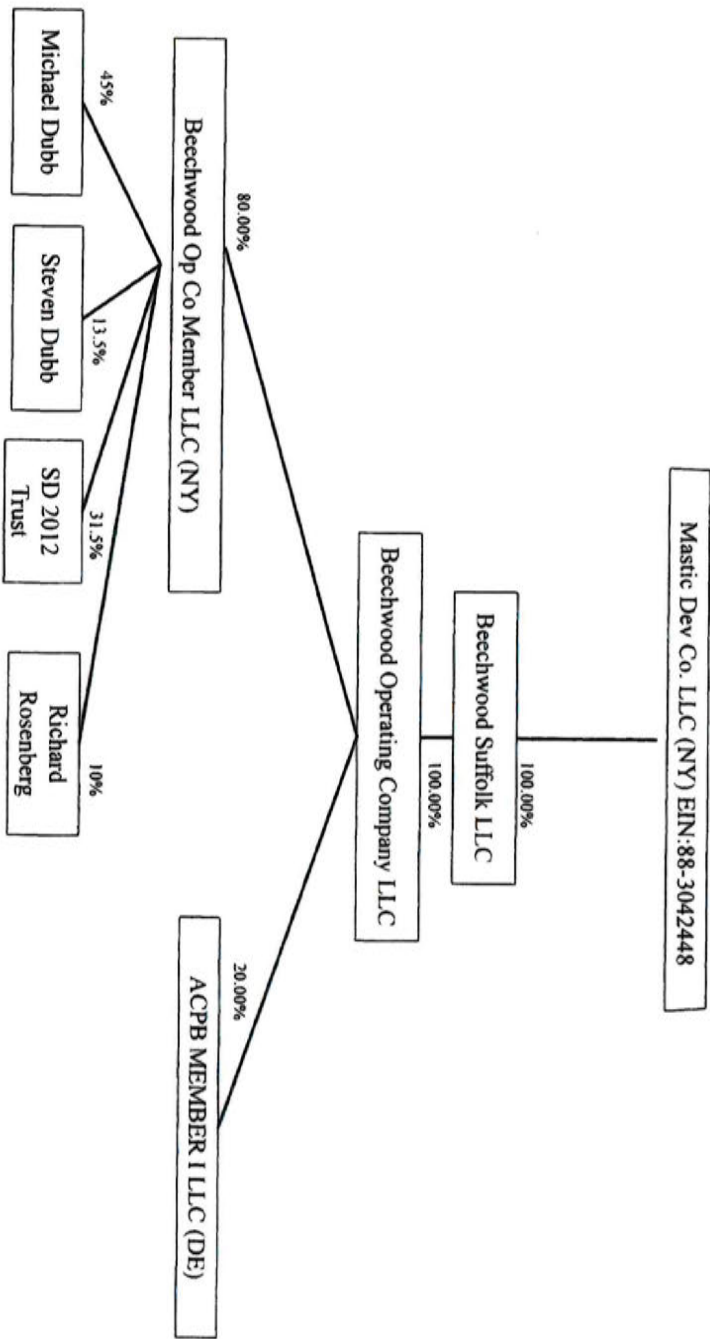 Mastic Dev Co. LLC (NY) EIN:88-3042448
100.00%
Beechwood Suffolk LLC
100.00%
Beechwood Operating Company LLC
80.00%
20.00%
Beechwood Op Co Member LLC (NY)
ACPB MEMBER I LLC (DE)
45%
13.5%
31.5%
10%
Michael Dubb
Steven Dubb
SD 2012
Trust
Richard
Rosenberg